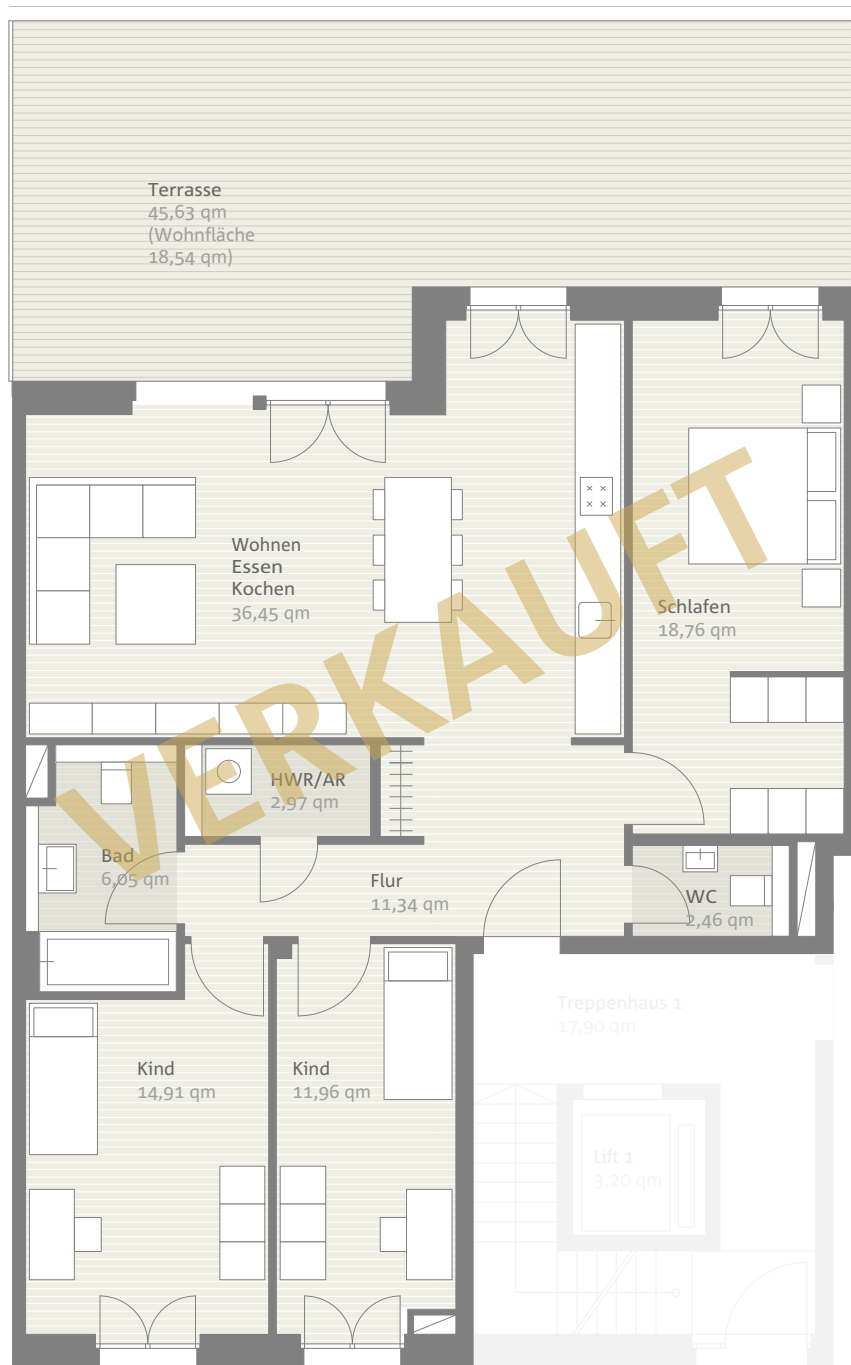 Terrasse
45,63 qm
(Wohnfläche
18,54 qm)
Wohnen
Essen
Kochen
36,45 qm
Schlafen
18,76 qm
VERKAUFT
HWR/AR
2,97 qm
Bad
6,05 qm
Flur
11,34 qm
WC
2,46 qm
Treppenhaus 1
17,90 qm
Kind
14,91 qm
Kind
11,96 qm
Lift 1
3,20 qm